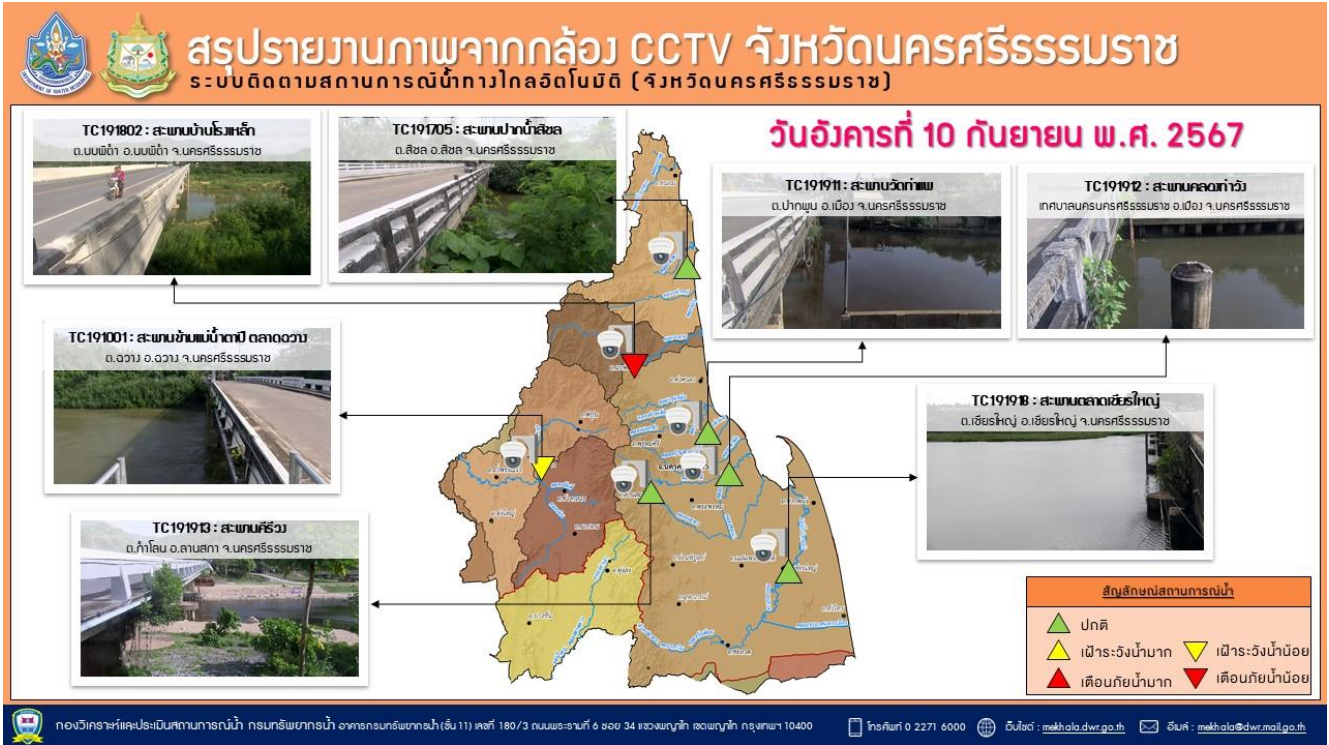 สรุปรายงานภาพจากกล้อง CCTV จังหวัดนครศรีธรรมราช
ระบบติดตามสถานการณ์น้ำทางไกลอัตโนมัติ (จังหวัดนครศรีธรรมราช)
วันอังคารที่ 10 กันยายน พ.ศ. 2567
TC191802 : สะพานบ้านโรงเหล็ก
ต.นบพิตำ อ.นบพิตำ จ.นครศรีธรรมราช
TC191705 : สะพานปากน้ำสิชล
ต.สิชล อ.สิชล จ.นครศรีธรรมราช
TC191911 : สะพานวัดท่าแพ
ต.ปากพูน อ.เมือง จ.นครศรีธรรมราช
TC191912 : สะพานคลองท่าวัง
เทศบาลนครนครศรีธรรมราช อ.เมือง จ.นครศรีธรรมราช
TC191001 : สะพานข้ามแม่น้ำตาปี ตลาดฉวาง
ต.ฉวาง อ.ฉวาง จ.นครศรีธรรมราช
TC191918 : สะพานตลาดเชียรใหญ่
ต.เชียรใหญ่ อ.เชียรใหญ่ จ.นครศรีธรรมราช
TC191913 : สะพานคีรีวง
ต.กำโลน อ.ลานสกา จ.นครศรีธรรมราช
สัญลักษณ์สถานการณ์น้ำ
ปกติ
เฝ้าระวังน้ำมาก เฝ้าระวังน้ำน้อย
เตือนภัยน้ำมาก เตือนภัยน้ำน้อย
กองวิเคราะห์และประเมินสถานการณ์น้ำ กรมทรัพยากรน้ำ อาคารกรมทรัพยากรน้ำ (ชั้น 11) เลขที่ 180/3 ถนนพระรามที่ 6 ซอย 34 แขวงพญาไท เขตพญาไท กรุงเทพฯ 10400 โทรศัพท์ 0 2271 6000 เว็บไซต์ : mekhala.dwr.go.th อีเมล์ : mekhala@dwr.mail.go.th